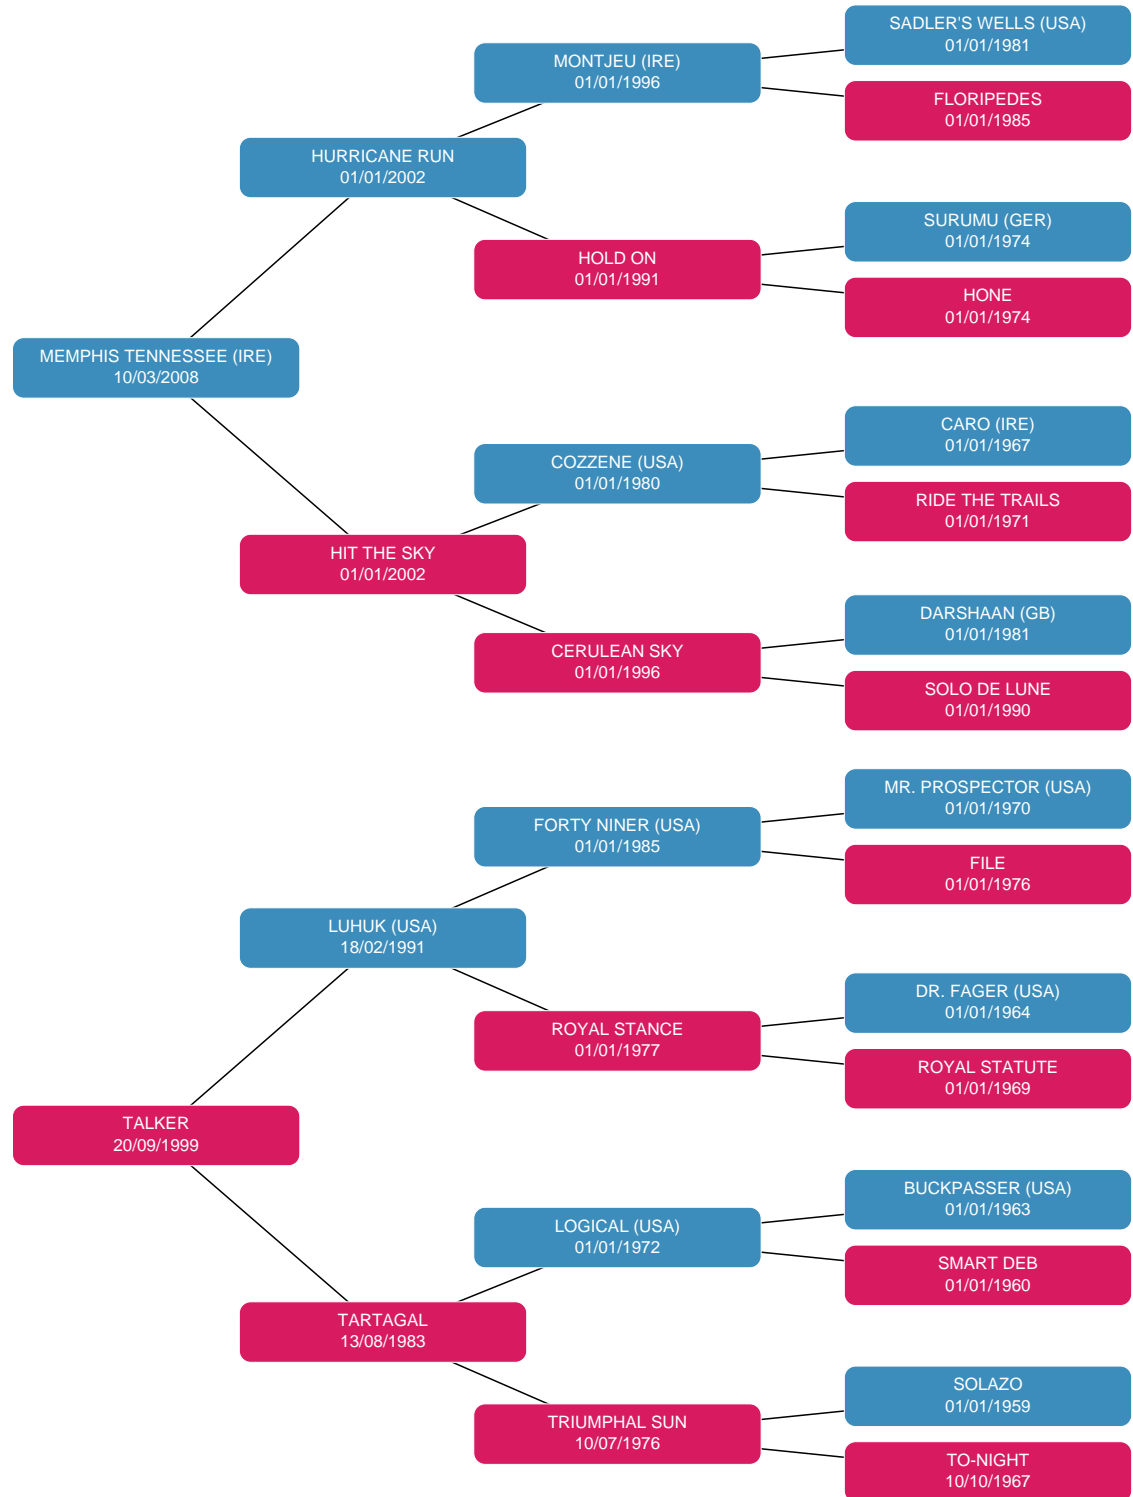 SADLER'S WELLS (USA)
01/01/1981
MONTJEU (IRE)
01/01/1996
FLORIPEDES
01/01/1985
HURRICANE RUN
01/01/2002
SURUMU (GER)
01/01/1974
HOLD ON
01/01/1991
HONE
01/01/1974
MEMPHIS TENNESSEE (IRE)
10/03/2008
CARO (IRE)
01/01/1967
COZZENE (USA)
01/01/1980
RIDE THE TRAILS
01/01/1971
HIT THE SKY
01/01/2002
DARSHAAN (GB)
01/01/1981
CERULEAN SKY
01/01/1996
SOLO DE LUNE
01/01/1990
MR. PROSPECTOR (USA)
01/01/1970
FORTY NINER (USA)
01/01/1985
FILE
01/01/1976
LUHUK (USA)
18/02/1991
DR. FAGER (USA)
01/01/1964
ROYAL STANCE
01/01/1977
ROYAL STATUTE
01/01/1969
TALKER
20/09/1999
BUCKPASSER (USA)
01/01/1963
LOGICAL (USA)
01/01/1972
SMART DEB
01/01/1960
TARTAGAL
13/08/1983
SOLAZO
01/01/1959
TRIUMPHAL SUN
10/07/1976
TO-NIGHT
10/10/1967